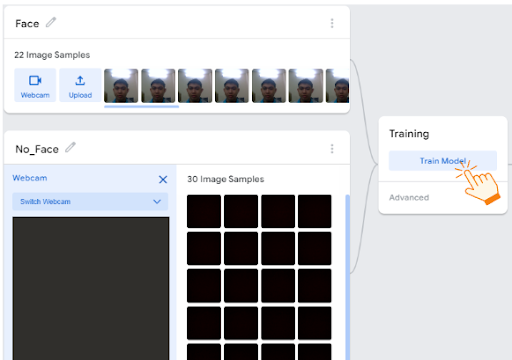 Face
22 Image Samples
Webcam
Upload
No_Face
Webcam
Switch Webcam
30 Image Samples
Training
Train Model
Advanced